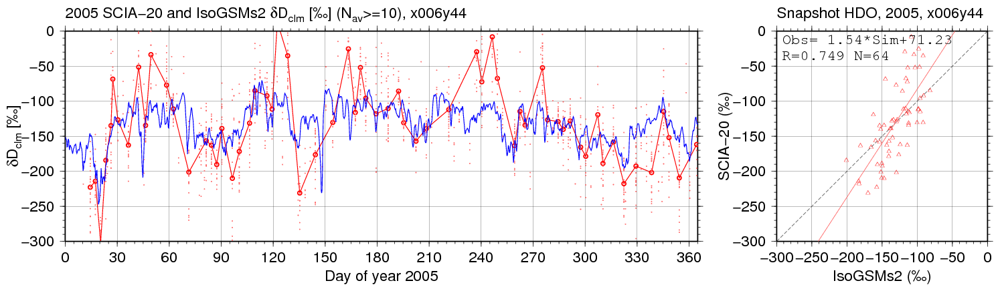 2005 SCIA−20 and IsoGSMs2 δDclm [‰] (Nav>=10), x006y44
0
−50
−100
−150
−200
−250
−300
δDclm [‰]
0 30 60 90 120 150 180 210 240 270 300 330 360
Day of year 2005
Snapshot HDO, 2005, x006y44
Obs= 1.54*Sim+71.23
R=0.749 N=64
0
−50
−100
−150
−200
−250
−300
SCIA−20 (‰)
−300 −250 −200 −150 −100 −50 0
IsoGSMs2 (‰)